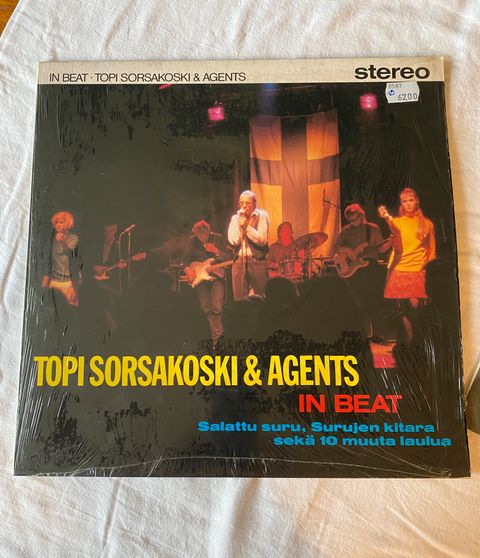 IN BEAT · TOPI SORSAKOSKI & AGENTS
stereo
6200
TOPI SORSAKOSKI & AGENTS
IN BEAT
Salattu suru, Surujen kitara
sekä 10 muuta laulua